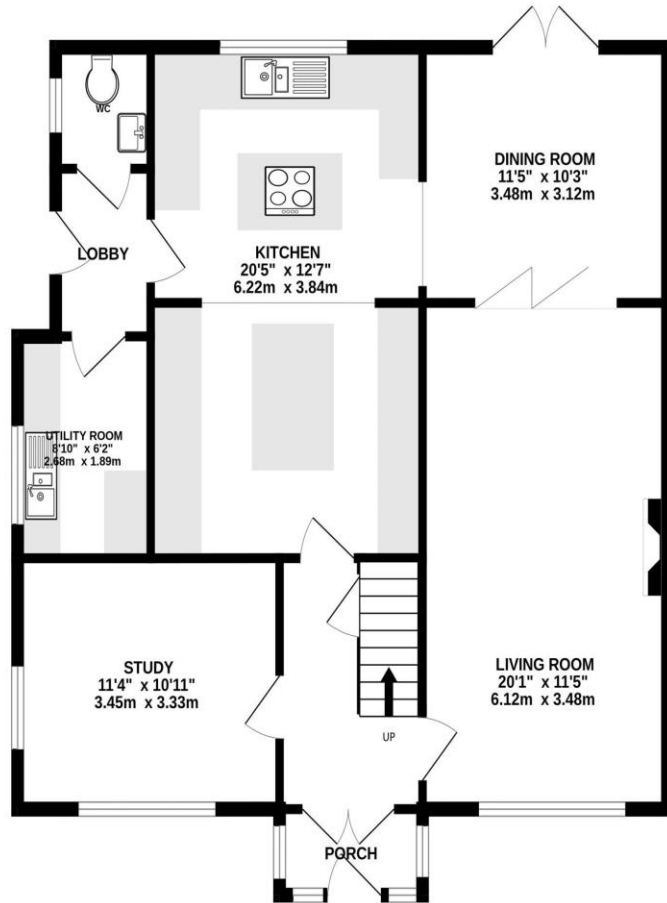 WC
DINING ROOM
11'5" x 10'3"
3.48m x 3.12m
LOBBY
KITCHEN
20'5" x 12'7"
6.22m x 3.84m
UTILITY ROOM
8'10" x 6'2"
2.68m x 1.89m
STUDY
11'4" x 10'11"
3.45m x 3.33m
LIVING ROOM
20'1" x 11'5"
6.12m x 3.48m
UP
PORCH